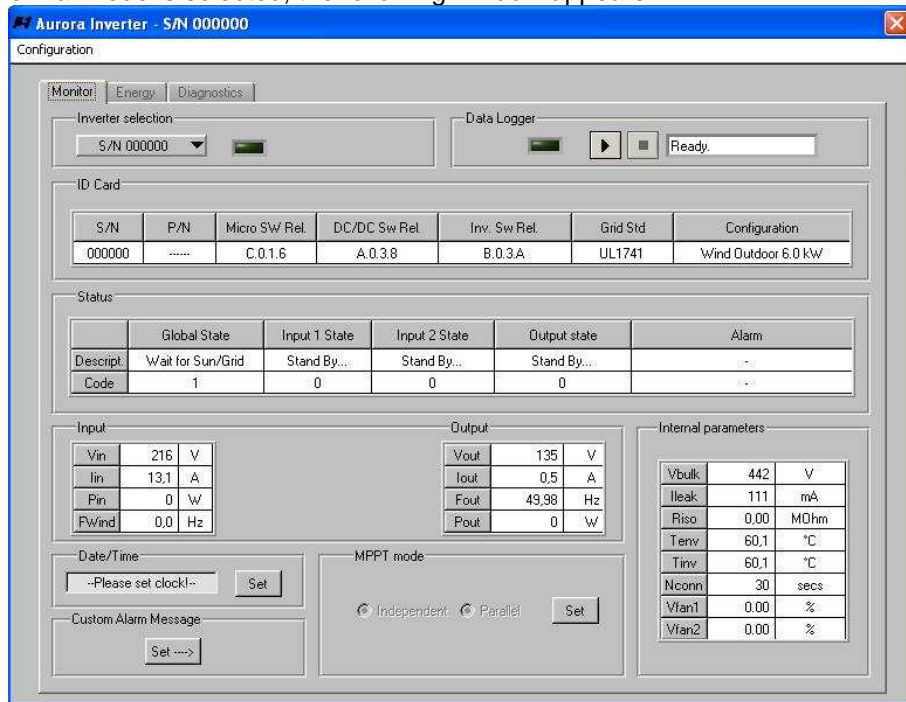 Aurora Inverter - S/N 000000
Configuration
Monitor Energy Diagnostics
Inverter selection
S/N 000000
Data Logger
Ready.
ID Card
S/N P/N Micro SW Rel. DC/DC Sw Rel. Inv. Sw Rel. Grid Std Configuration
000000 ----- C.0.1.6 A.0.3.8 B.0.3.A UL1741 Wind Outdoor 6.0 kW
Status
Global State Input 1 State Input 2 State Output state Alarm
Descript. Wait for Sun/Grid Stand By... Stand By... Stand By... -
Code 1 0 0 0 -
Input
Vin 216 V
Iin 13,1 A
Pin 0 W
FWind 0,0 Hz
Output
Vout 135 V
Iout 0,5 A
Fout 49,98 Hz
Pout 0 W
Internal parameters
Vbulk 442 V
Ileak 111 mA
Riso 0,00 MOhm
Tenv 60,1 °C
Tinv 60,1 °C
Nconn 30 secs
Vfan1 0.00 %
Vfan2 0.00 %
Date/Time
--Please set clock!-- Set
MPPT mode
Independent Parallel Set
Custom Alarm Message
Set ---->